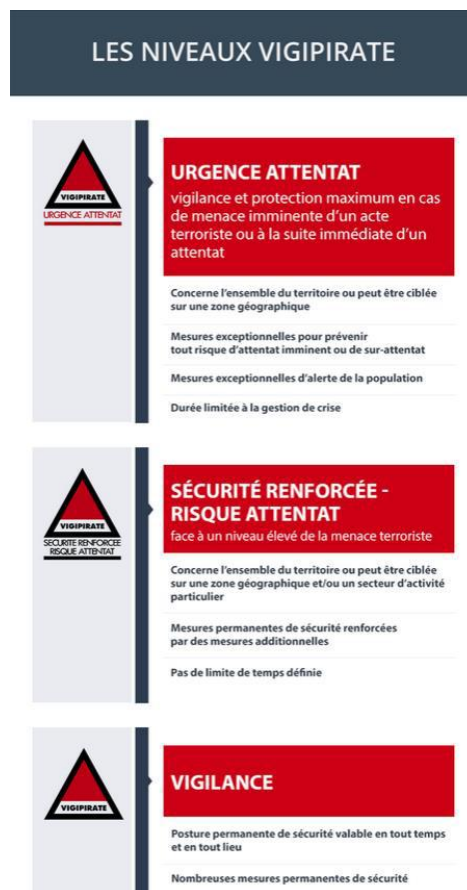 LES NIVEAUX VIGIPIRATE
VIGIPIRATE
URGENCE ATTENTAT
URGENCE ATTENTAT
vigilance et protection maximum en cas
de menace imminente d'un acte
terroriste ou à la suite immédiate d'un
attentat
Concerne l'ensemble du territoire ou peut être ciblée
sur une zone géographique
Mesures exceptionnelles pour prévenir
tout risque d'attentat imminent ou de sur-attentat
Mesures exceptionnelles d'alerte de la population
Durée limitée à la gestion de crise
VIGIPIRATE
SECURITE RENFORCEE
RISQUE ATTENTAT
SÉCURITÉ RENFORCÉE -
RISQUE ATTENTAT
face à un niveau élevé de la menace terroriste
Concerne l'ensemble du territoire ou peut être ciblée
sur une zone géographique et/ou un secteur d'activité
particulier
Mesures permanentes de sécurité renforcées
par des mesures additionnelles
Pas de limite de temps définie
VIGIPIRATE
VIGILANCE
Posture permanente de sécurité valable en tout temps
et en tout lieu
Nombreuses mesures permanentes de sécurité